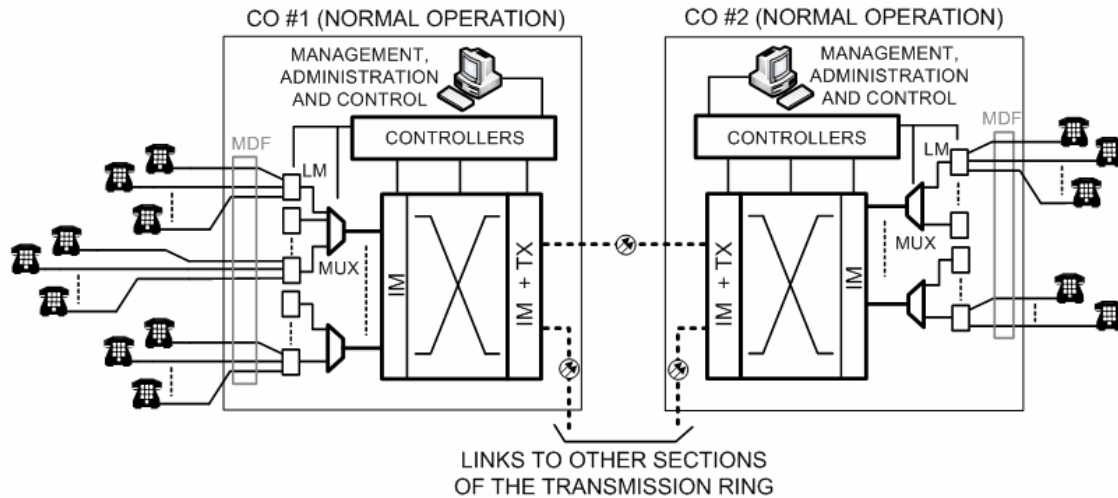 CO #1 (NORMAL OPERATION)
MANAGEMENT,
ADMINISTRATION
AND CONTROL
CONTROLLERS
MDF
LM
MUX
IM
IM + TX
CO #2 (NORMAL OPERATION)
MANAGEMENT,
ADMINISTRATION
AND CONTROL
CONTROLLERS
MDF
LM
MUX
IM + TX
IM
LINKS TO OTHER SECTIONS
OF THE TRANSMISSION RING